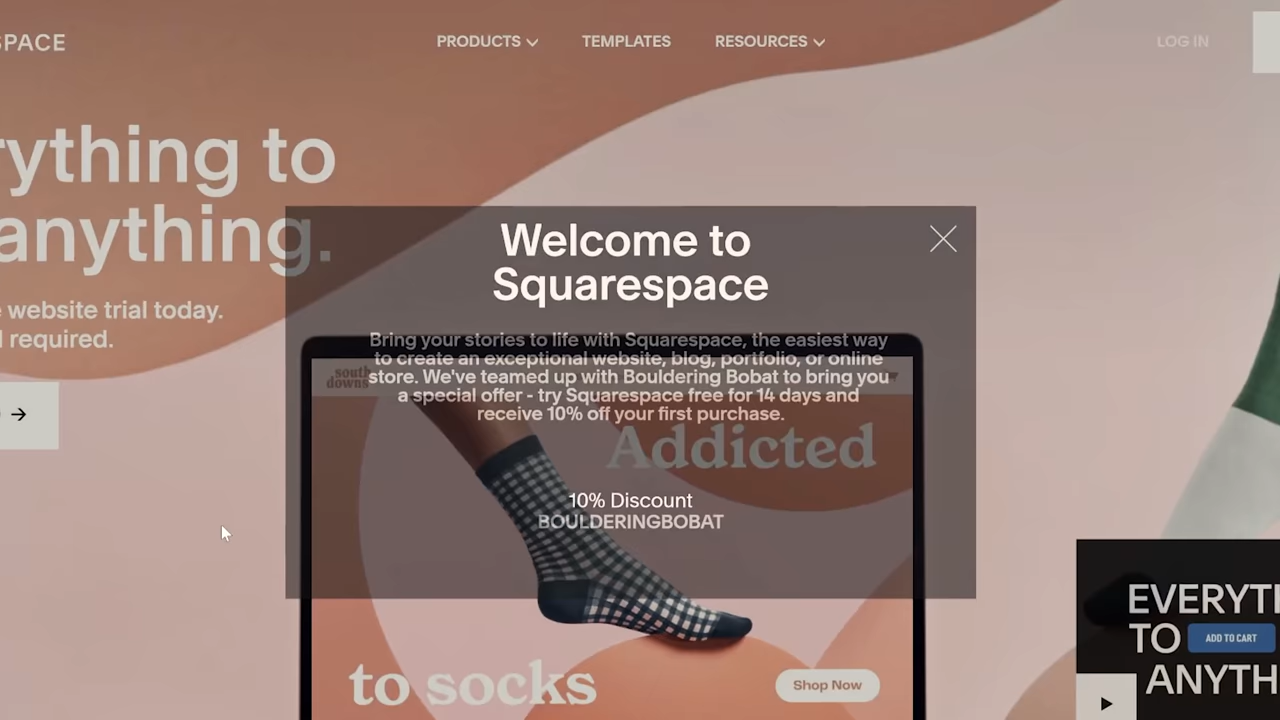 SPACE
PRODUCTS
TEMPLATES
RESOURCES
LOG IN
rything to
anything.
website trial today.
required.
Welcome to
Squarespace
Bring your stories to life with Squarespace, the easiest way
to create an exceptional website, blog, portfolio, or online
store. We've teamed up with Bouldering Bobat to bring you
a special offer - try Squarespace free for 14 days and
receive 10% off your first purchase.
10% Discount
BOULDERINGBOBAT
south
downs
Addicted
to socks
Shop Now
EVERYTH
TO
ADD TO CART
ANYTH